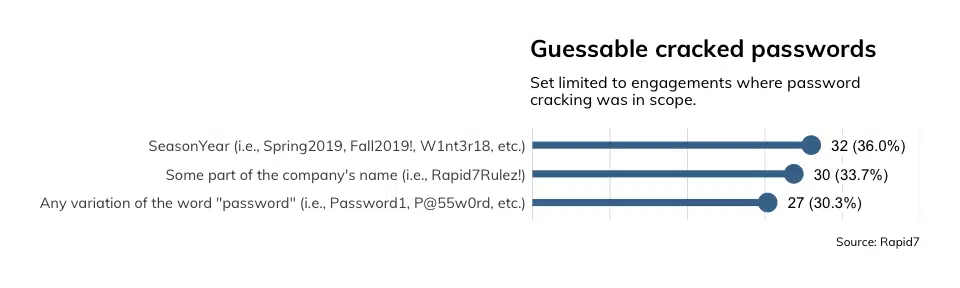 Guessable cracked passwords
Set limited to engagements where password
cracking was in scope.
SeasonYear (i.e., Spring2019, Fall2019!, W1nt3r18, etc.) 32 (36.0%)
Some part of the company's name (i.e., Rapid7Rulez!) 30 (33.7%)
Any variation of the word "password" (i.e., Password1, P@55w0rd, etc.) 27 (30.3%)
Source: Rapid7